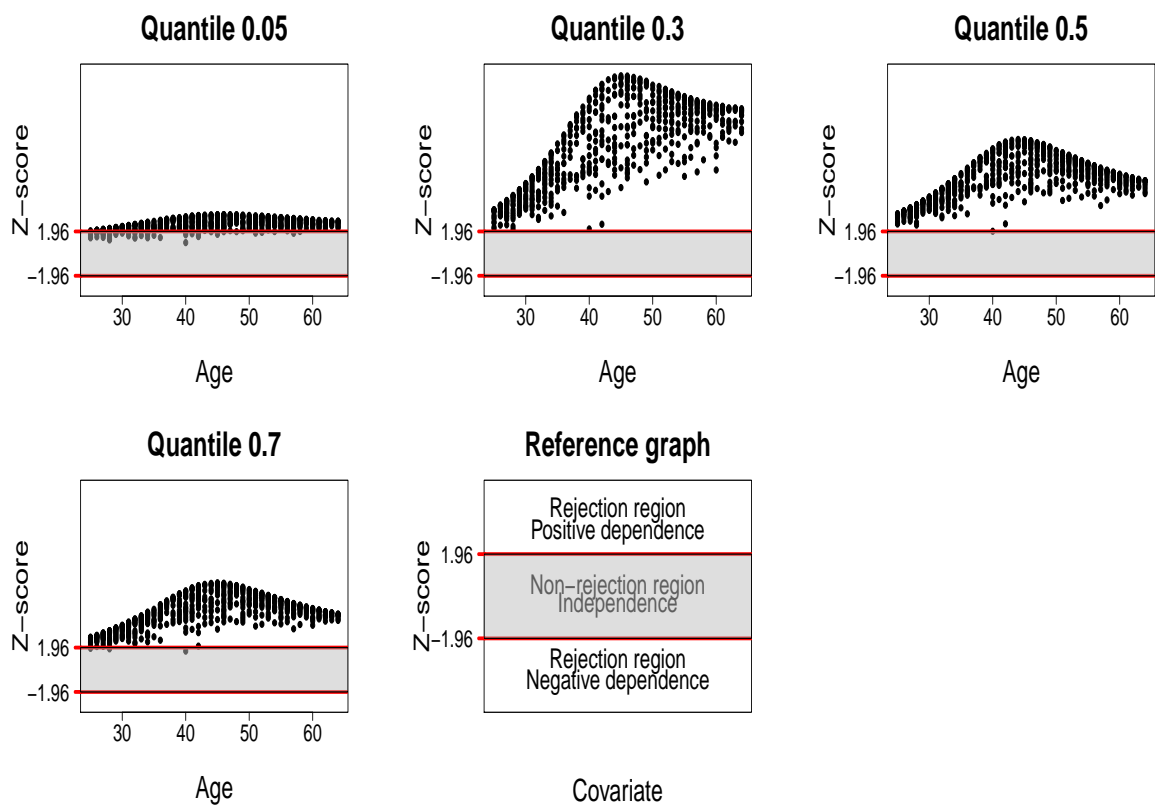 Quantile 0.05
Z−score
1.96
−1.96
30 40 50 60
Age
Quantile 0.3
Z−score
1.96
−1.96
30 40 50 60
Age
Quantile 0.5
Z−score
1.96
−1.96
30 40 50 60
Age
Quantile 0.7
Z−score
1.96
−1.96
30 40 50 60
Age
Reference graph
Z−score
1.96
−1.96
Rejection region
Positive dependence
Non−rejection region
Independence
Rejection region
Negative dependence
Covariate